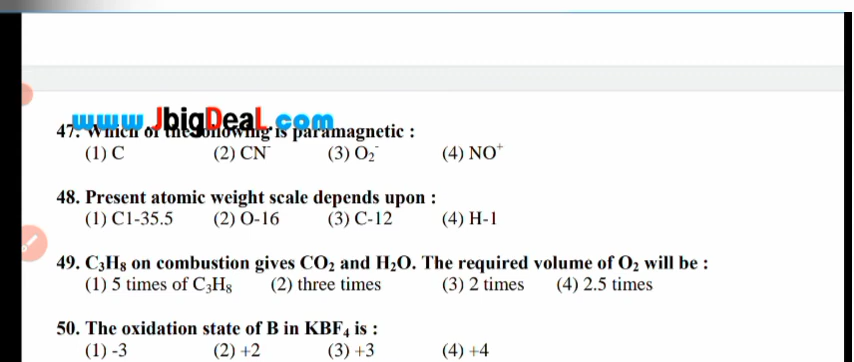 www.JbigDeaL.com
47. Which of the following is paramagnetic :
(1) C (2) CN⁻ (3) O₂⁻ (4) NO⁺
48. Present atomic weight scale depends upon :
(1) C1-35.5 (2) O-16 (3) C-12 (4) H-1
49. C₃H₈ on combustion gives CO₂ and H₂O. The required volume of O₂ will be :
(1) 5 times of C₃H₈ (2) three times (3) 2 times (4) 2.5 times
50. The oxidation state of B in KBF₄ is :
(1) -3 (2) +2 (3) +3 (4) +4